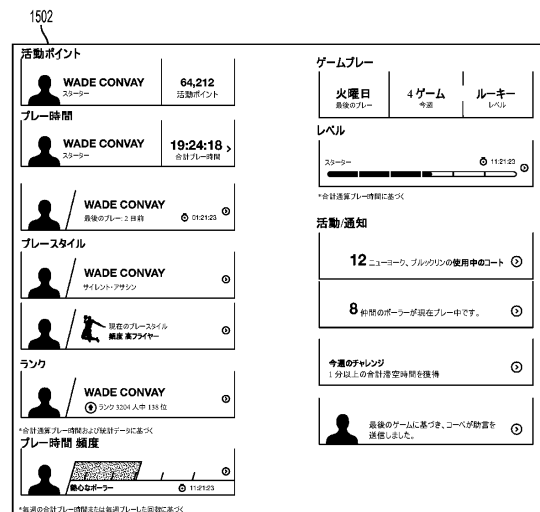 1502
活動ポイント
WADE CONVAY
スターター
64,212
活動ポイント
プレー時間
WADE CONVAY
スターター
19:24:18
合計プレー時間
WADE CONVAY
最後のプレー: 2 日前
01:21:23
プレースタイル
WADE CONVAY
サイレント・アサシン
現在のプレースタイル
頻度 高フライヤー
ランク
WADE CONVAY
ランク 3204 人中 138 位
*合計通算プレー時間および統計データに基づく
プレー時間 頻度
熱心なボーラー
11:21:23
*毎週の合計プレー時間または毎週プレーした回数に基づく
ゲームプレー
火曜日
最後のプレー
4 ゲーム
今週
ルーキー
レベル
レベル
スターター
11:21:23
*合計通算プレー時間に基づく
活動/通知
12 ニューヨーク、ブルックリンの使用中のコート
8 仲間のボーラーが現在プレー中です。
今週のチャレンジ
1 分以上の合計滞空時間を獲得
最後のゲームに基づき、コーベが助言を
送信しました。